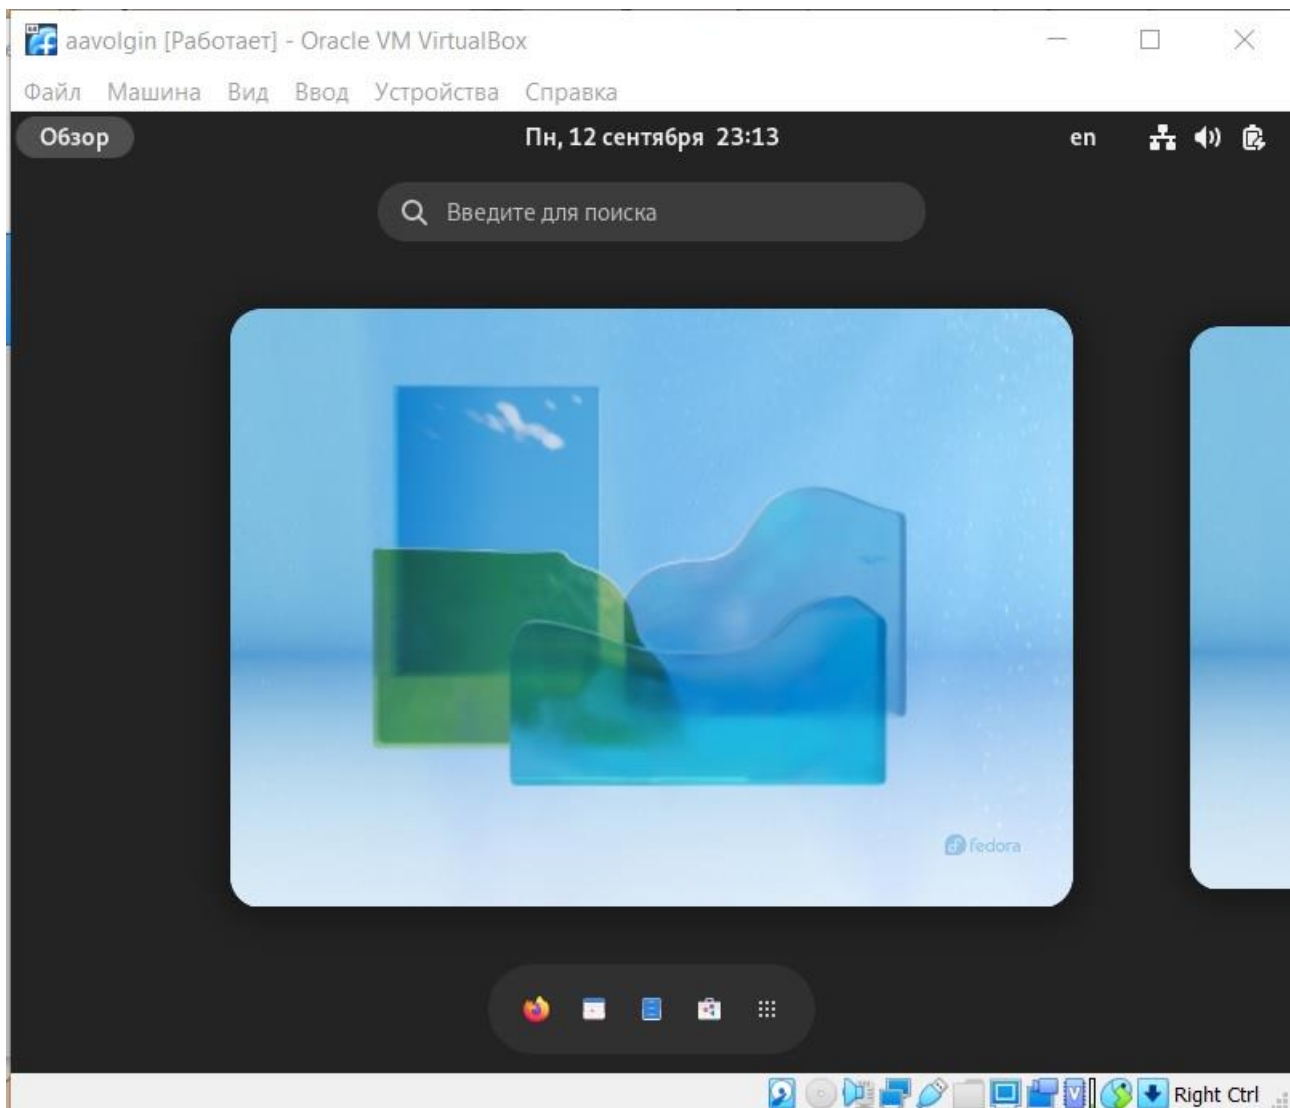 aavolgin [Работает] - Oracle VM VirtualBox
Файл Машина Вид Ввод Устройства Справка
Обзор Пн, 12 сентября 23:13 en
Введите для поиска
fedora
Right Ctrl